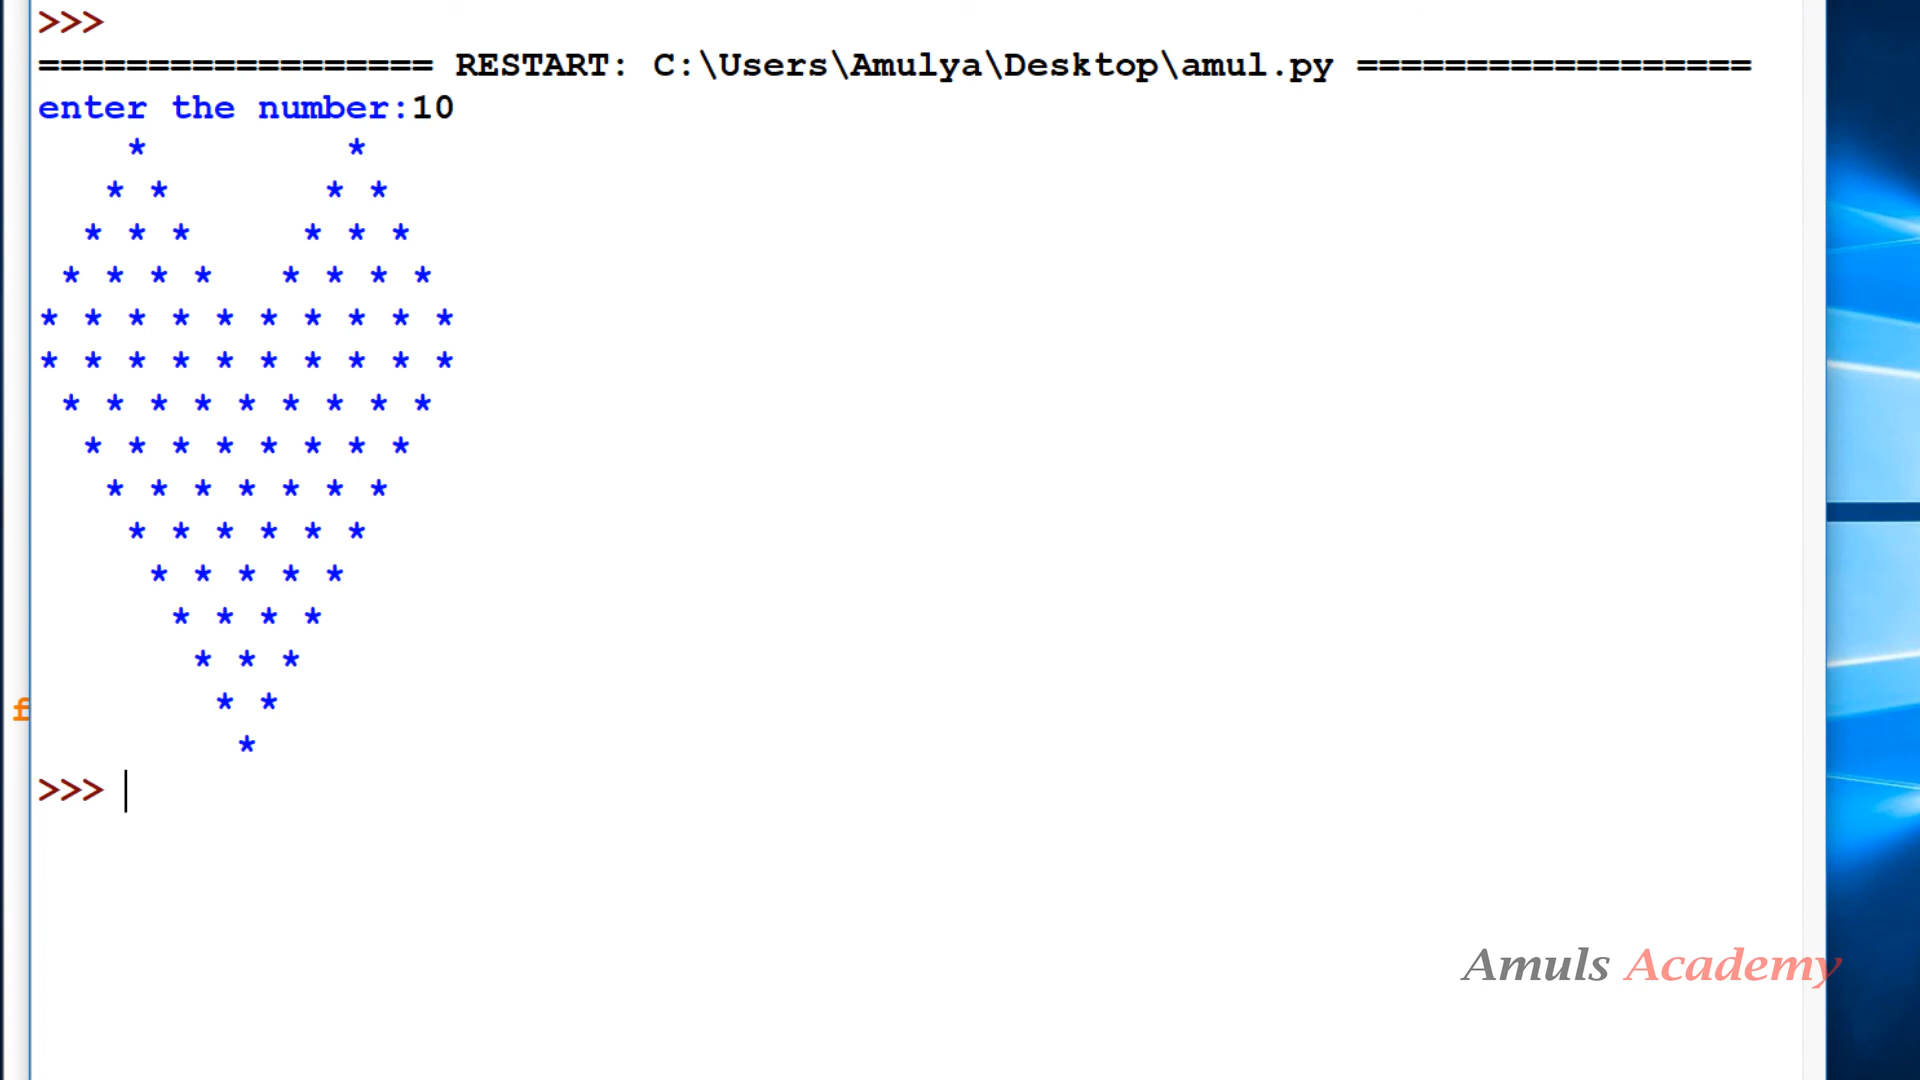 >>>
================== RESTART: C:\Users\Amulya\Desktop\amul.py ==================
enter the number:10
    *         *
   * *       * *
  * * *     * * *
 * * * *   * * * *
* * * * * * * * * *
* * * * * * * * * *
 * * * * * * * * *
  * * * * * * * *
   * * * * * * *
    * * * * * *
     * * * * *
      * * * *
       * * *
f       * *
         *
>>>
Amuls Academy